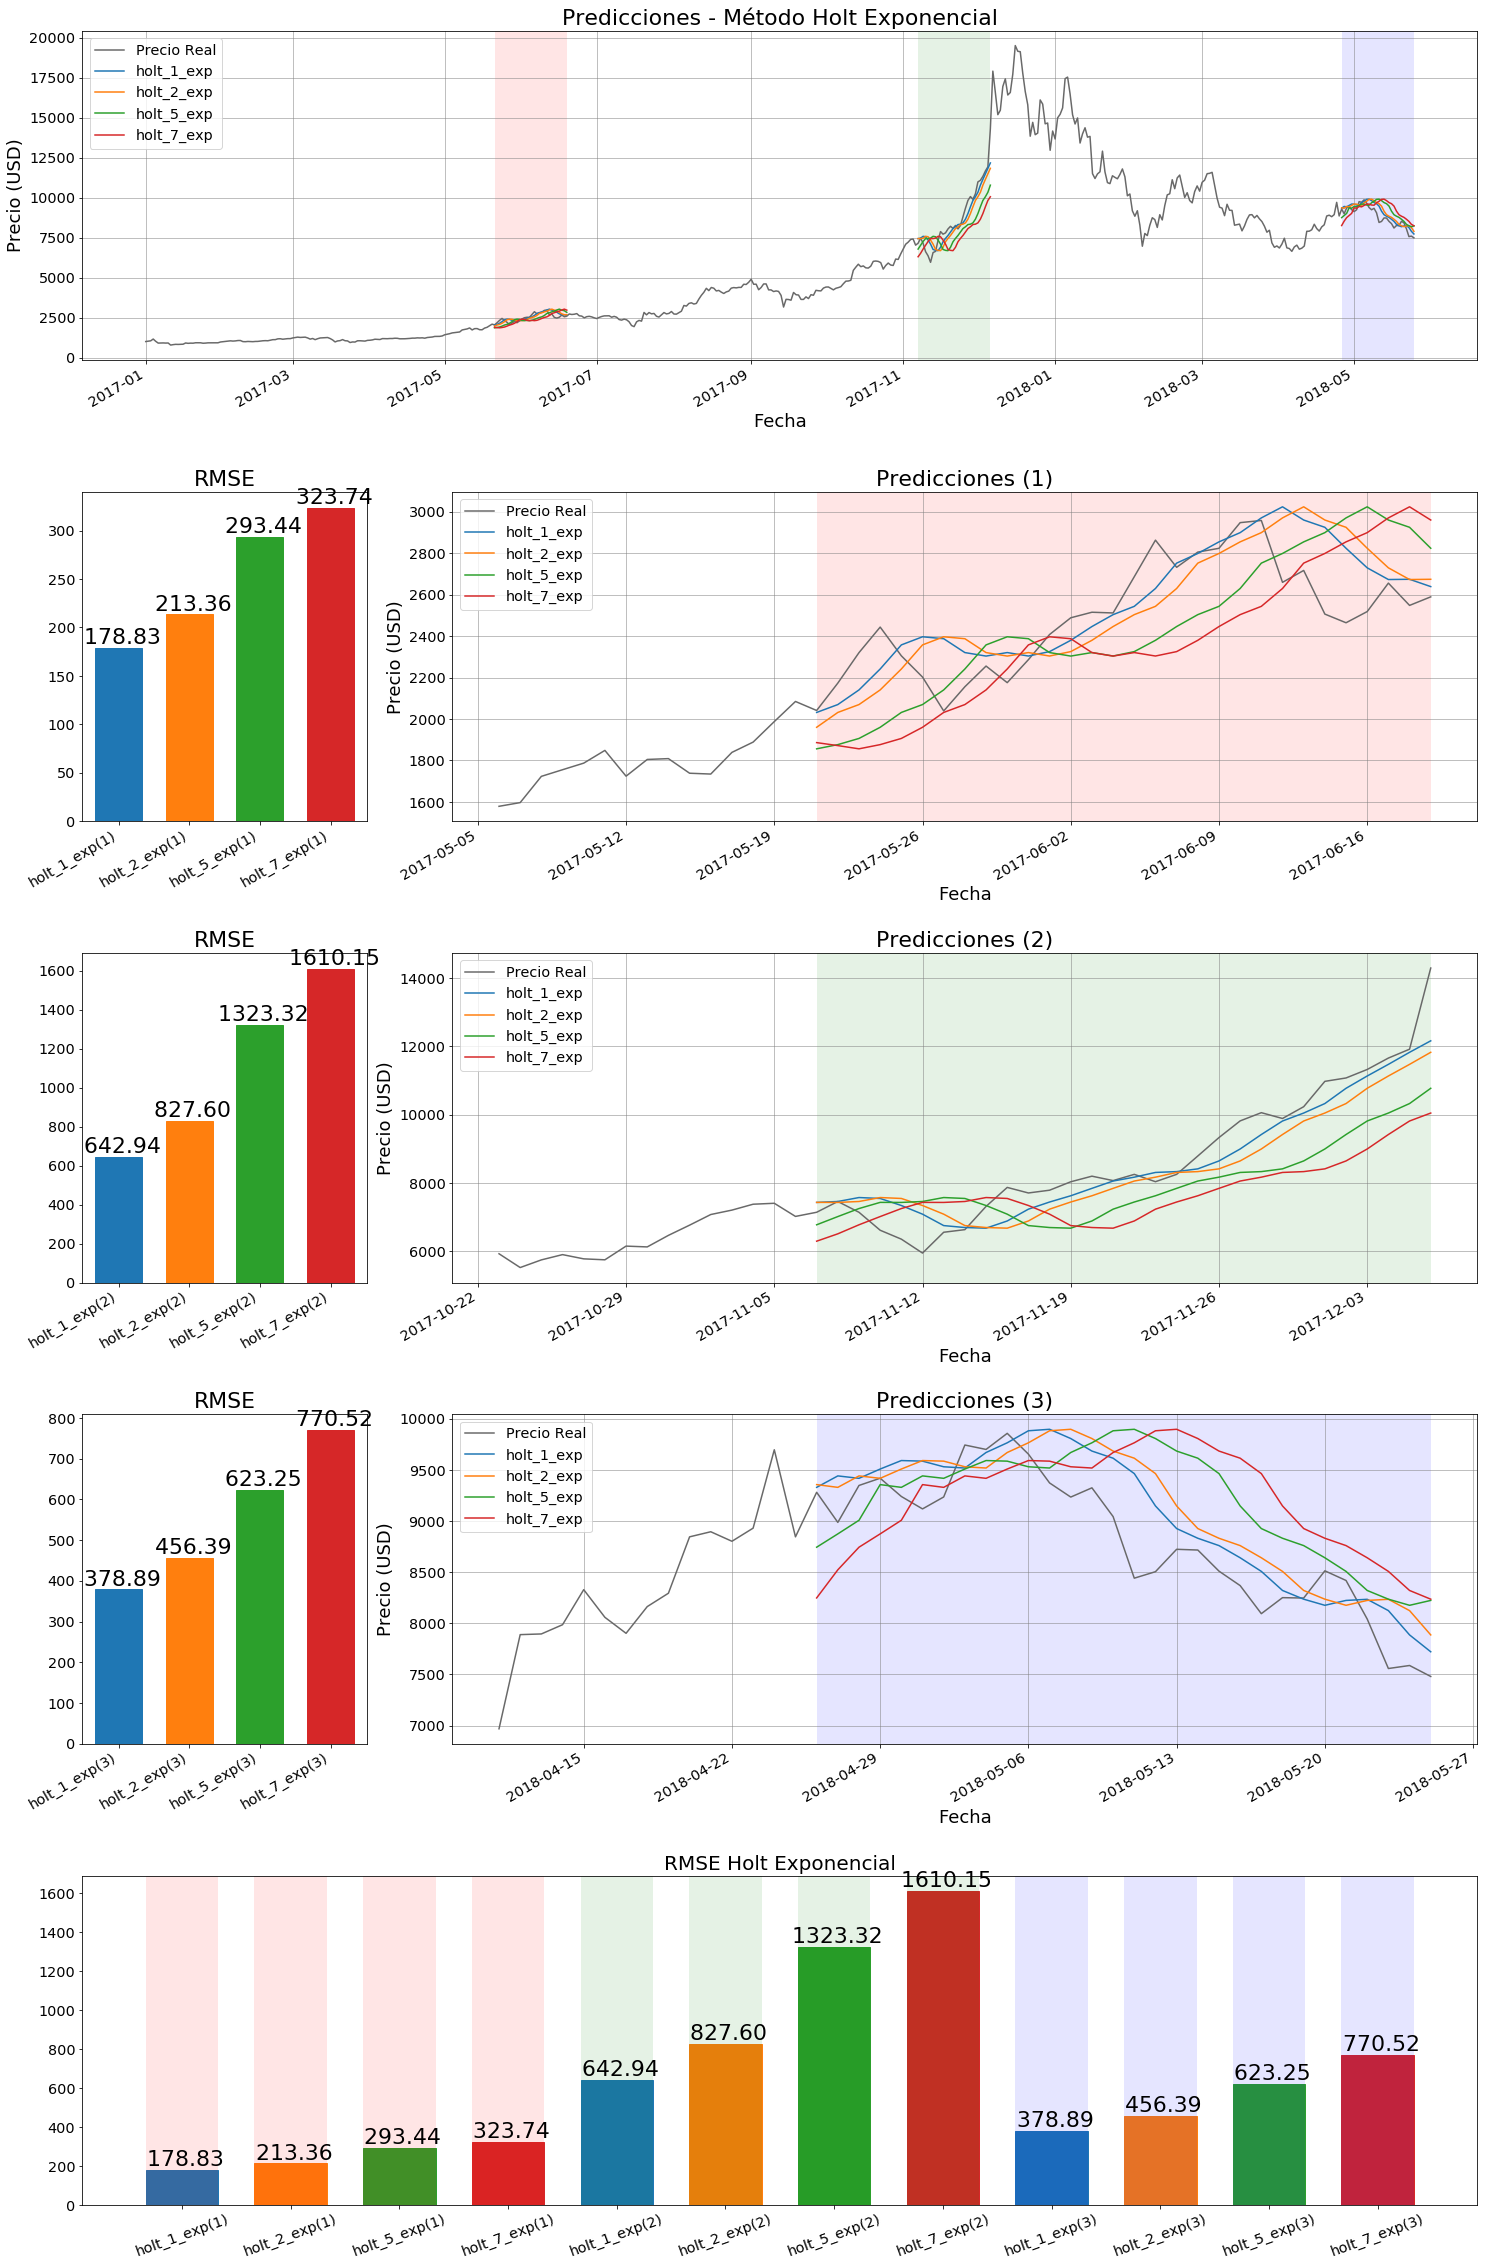 Predicciones - Método Holt Exponencial
Precio (USD)
20000
17500
15000
12500
10000
7500
5000
2500
0
Precio Real
holt_1_exp
holt_2_exp
holt_5_exp
holt_7_exp
2017-01 2017-03 2017-05 2017-07 2017-09 2017-11 2018-01 2018-03 2018-05
Fecha
RMSE
300
250
200
150
100
50
0
178.83 213.36 293.44 323.74
holt_1_exp(1) holt_2_exp(1) holt_5_exp(1) holt_7_exp(1)
Predicciones (1)
Precio (USD)
3000
2800
2600
2400
2200
2000
1800
1600
Precio Real
holt_1_exp
holt_2_exp
holt_5_exp
holt_7_exp
2017-05-05 2017-05-12 2017-05-19 2017-05-26 2017-06-02 2017-06-09 2017-06-16
Fecha
RMSE
1600
1400
1200
1000
800
600
400
200
0
642.94 827.60 1323.32 1610.15
holt_1_exp(2) holt_2_exp(2) holt_5_exp(2) holt_7_exp(2)
Predicciones (2)
Precio (USD)
14000
12000
10000
8000
6000
Precio Real
holt_1_exp
holt_2_exp
holt_5_exp
holt_7_exp
2017-10-22 2017-10-29 2017-11-05 2017-11-12 2017-11-19 2017-11-26 2017-12-03
Fecha
RMSE
800
700
600
500
400
300
200
100
0
378.89 456.39 623.25 770.52
holt_1_exp(3) holt_2_exp(3) holt_5_exp(3) holt_7_exp(3)
Predicciones (3)
Precio (USD)
10000
9500
9000
8500
8000
7500
7000
Precio Real
holt_1_exp
holt_2_exp
holt_5_exp
holt_7_exp
2018-04-15 2018-04-22 2018-04-29 2018-05-06 2018-05-13 2018-05-20 2018-05-27
Fecha
RMSE Holt Exponencial
1600
1400
1200
1000
800
600
400
200
0
178.83 213.36 293.44 323.74 642.94 827.60 1323.32 1610.15 378.89 456.39 623.25 770.52
holt_1_exp(1) holt_2_exp(1) holt_5_exp(1) holt_7_exp(1) holt_1_exp(2) holt_2_exp(2) holt_5_exp(2) holt_7_exp(2) holt_1_exp(3) holt_2_exp(3) holt_5_exp(3) holt_7_exp(3)